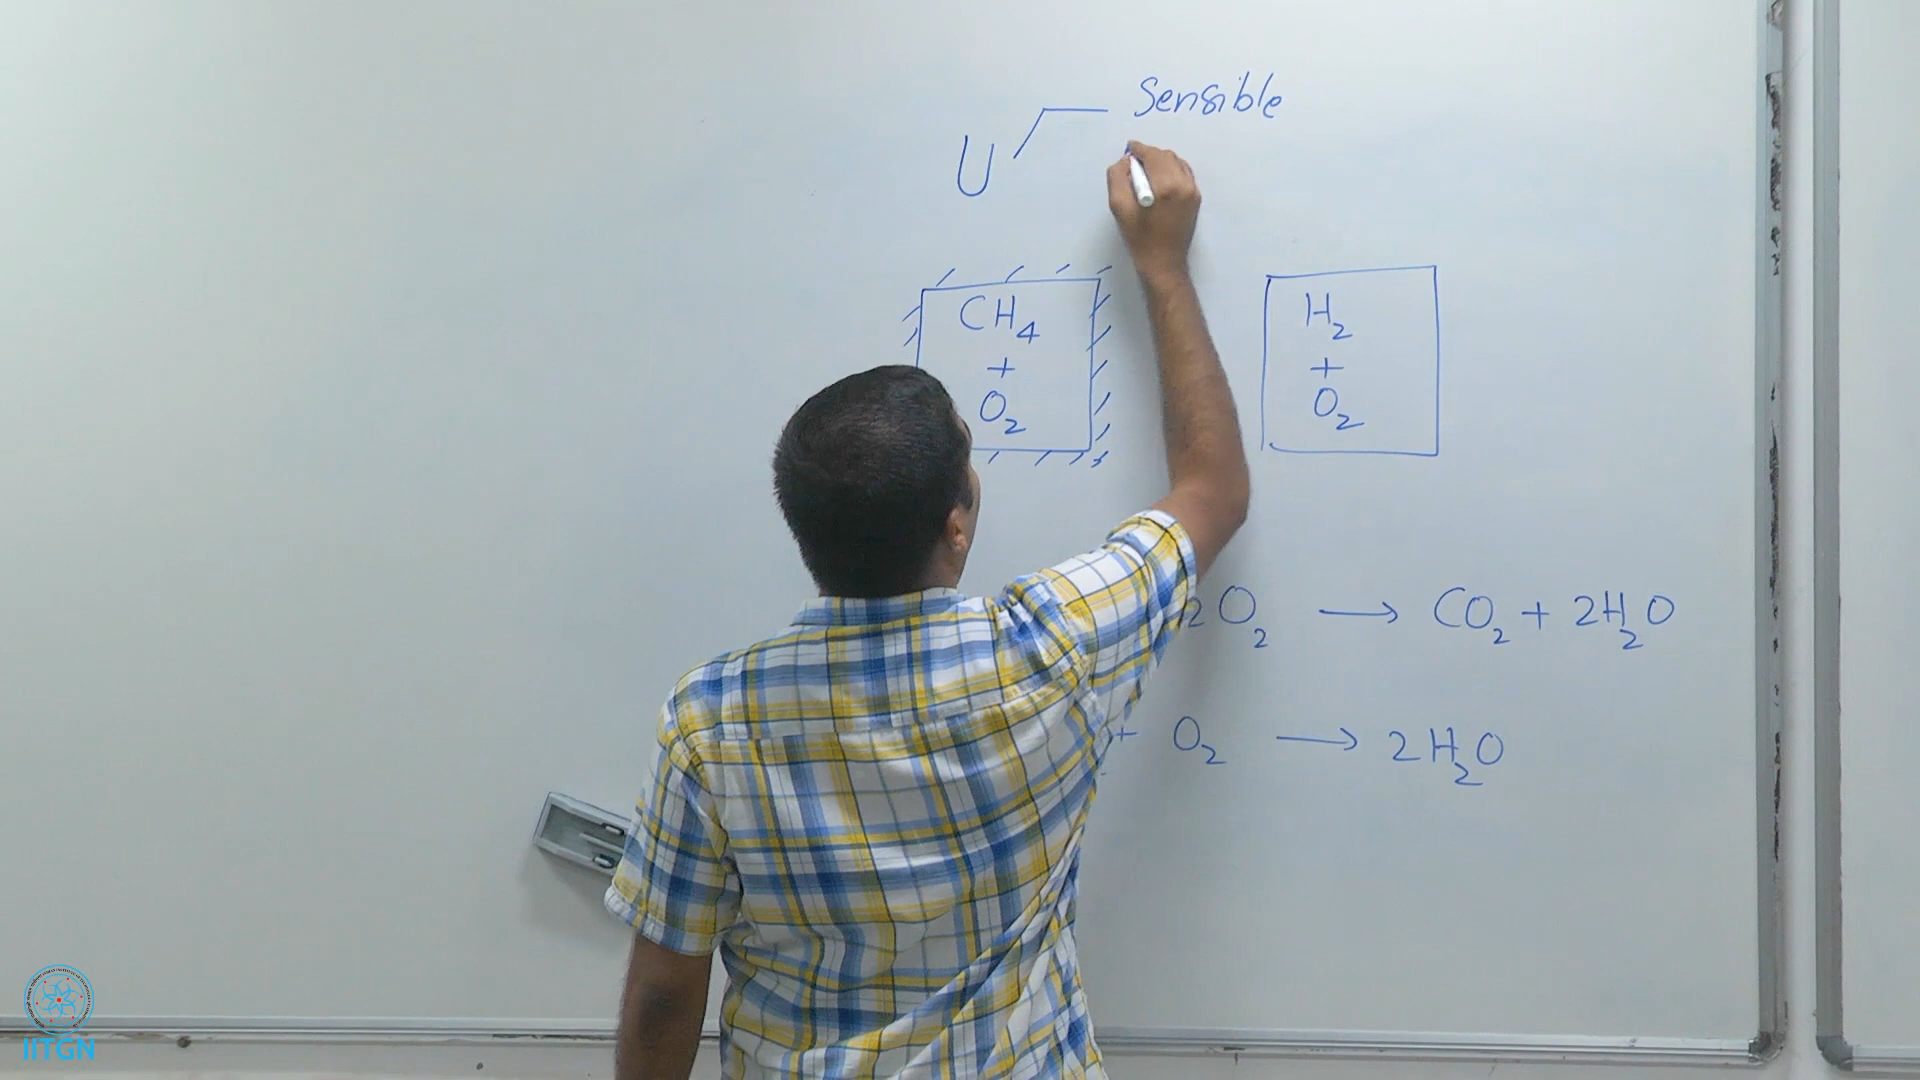 Sensible
U
CH₄
+
O₂
H₂
+
O₂
2O₂ → CO₂ + 2H₂O
+ O₂ → 2H₂O
IITGN